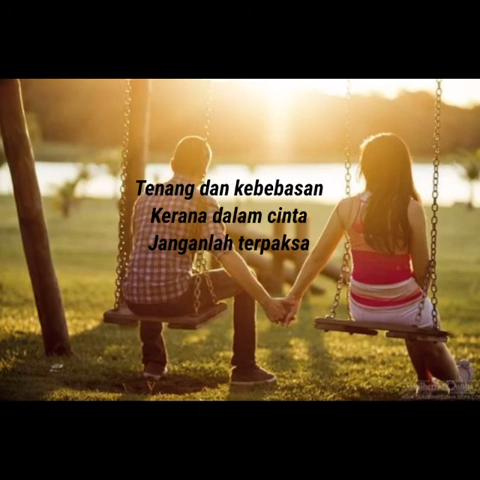 Tenang dan kebebasan
Kerana dalam cinta
Janganlah terpaksa